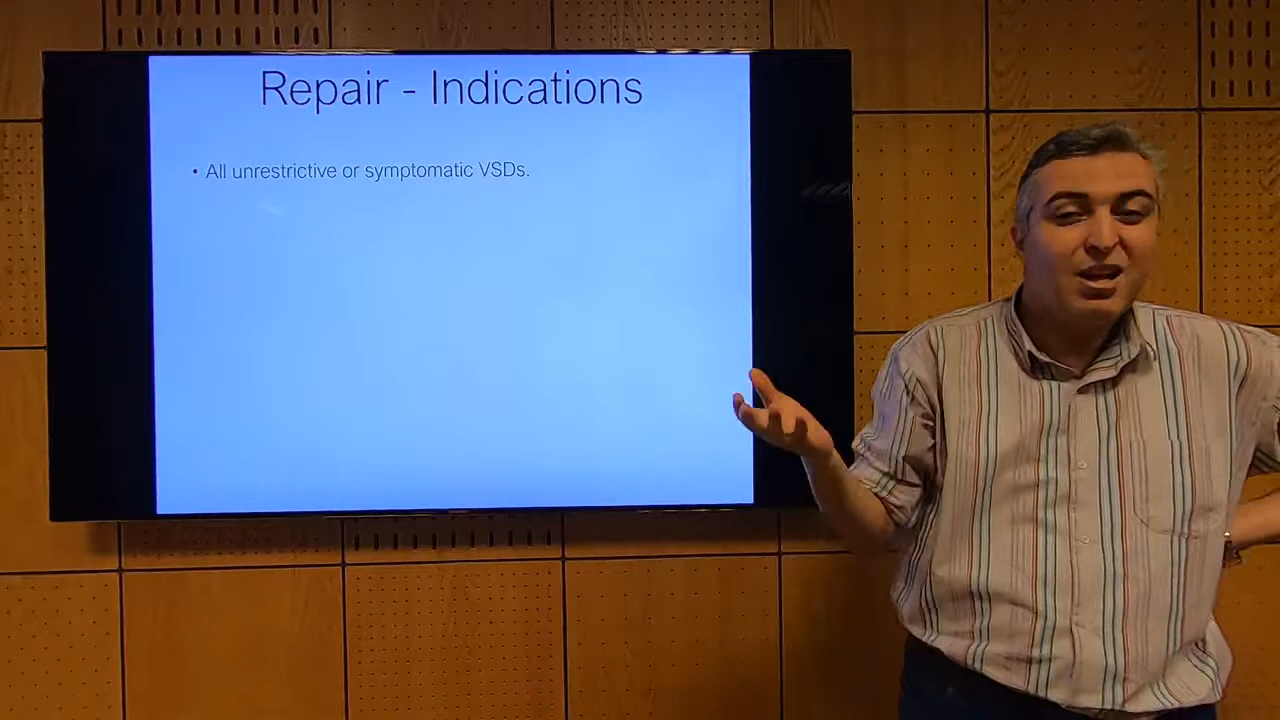 Repair - Indications
• All unrestrictive or symptomatic VSDs.